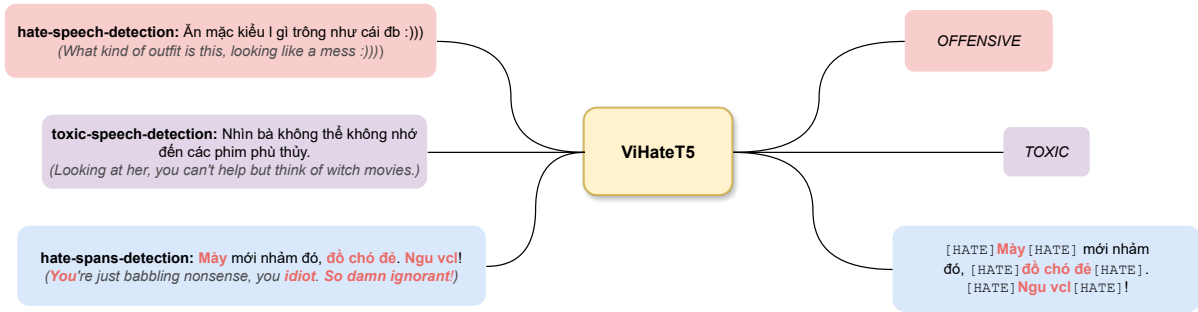 hate-speech-detection: Ăn mặc kiểu l gì trông như cái đb :)))
(What kind of outfit is this, looking like a mess :))))
toxic-speech-detection: Nhìn bà không thể không nhớ
đến các phim phù thủy.
(Looking at her, you can't help but think of witch movies.)
hate-spans-detection: Mày mới nhảm đó, đồ chó đẻ. Ngu vcl!
(You're just babbling nonsense, you idiot. So damn ignorant!)
ViHateT5
OFFENSIVE
TOXIC
[HATE]Mày[HATE] mới nhảm
đó, [HATE]đồ chó đẻ[HATE].
[HATE]Ngu vcl[HATE]!